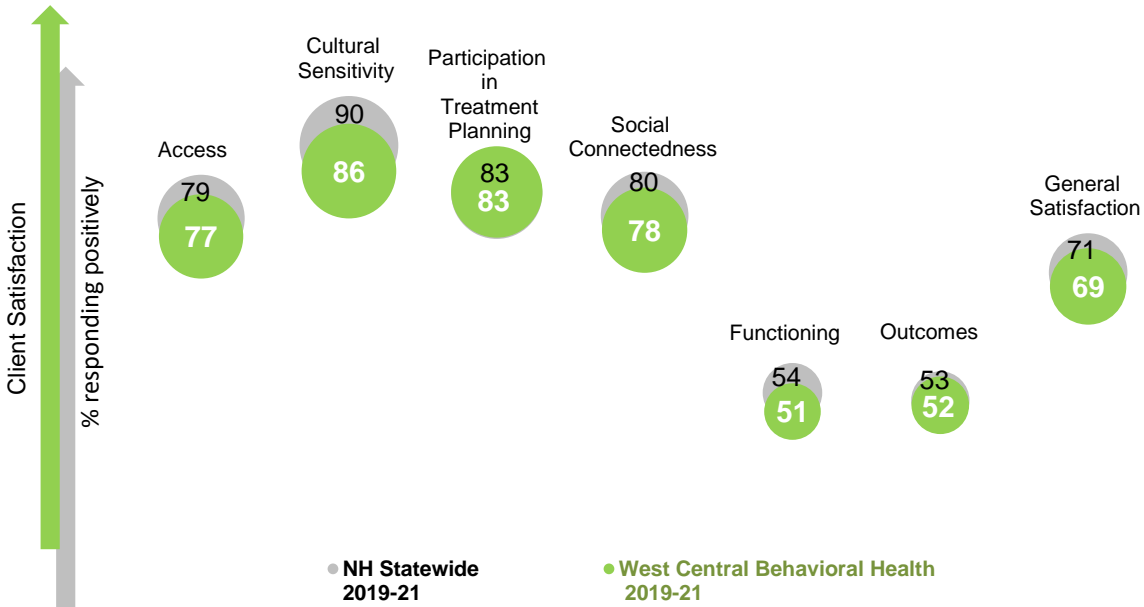 Client Satisfaction
% responding positively
Access
79
77
Cultural
Sensitivity
90
86
Participation
in
Treatment
Planning
83
83
Social
Connectedness
80
78
Functioning
54
51
Outcomes
53
52
General
Satisfaction
71
69
NH Statewide
2019-21
West Central Behavioral Health
2019-21